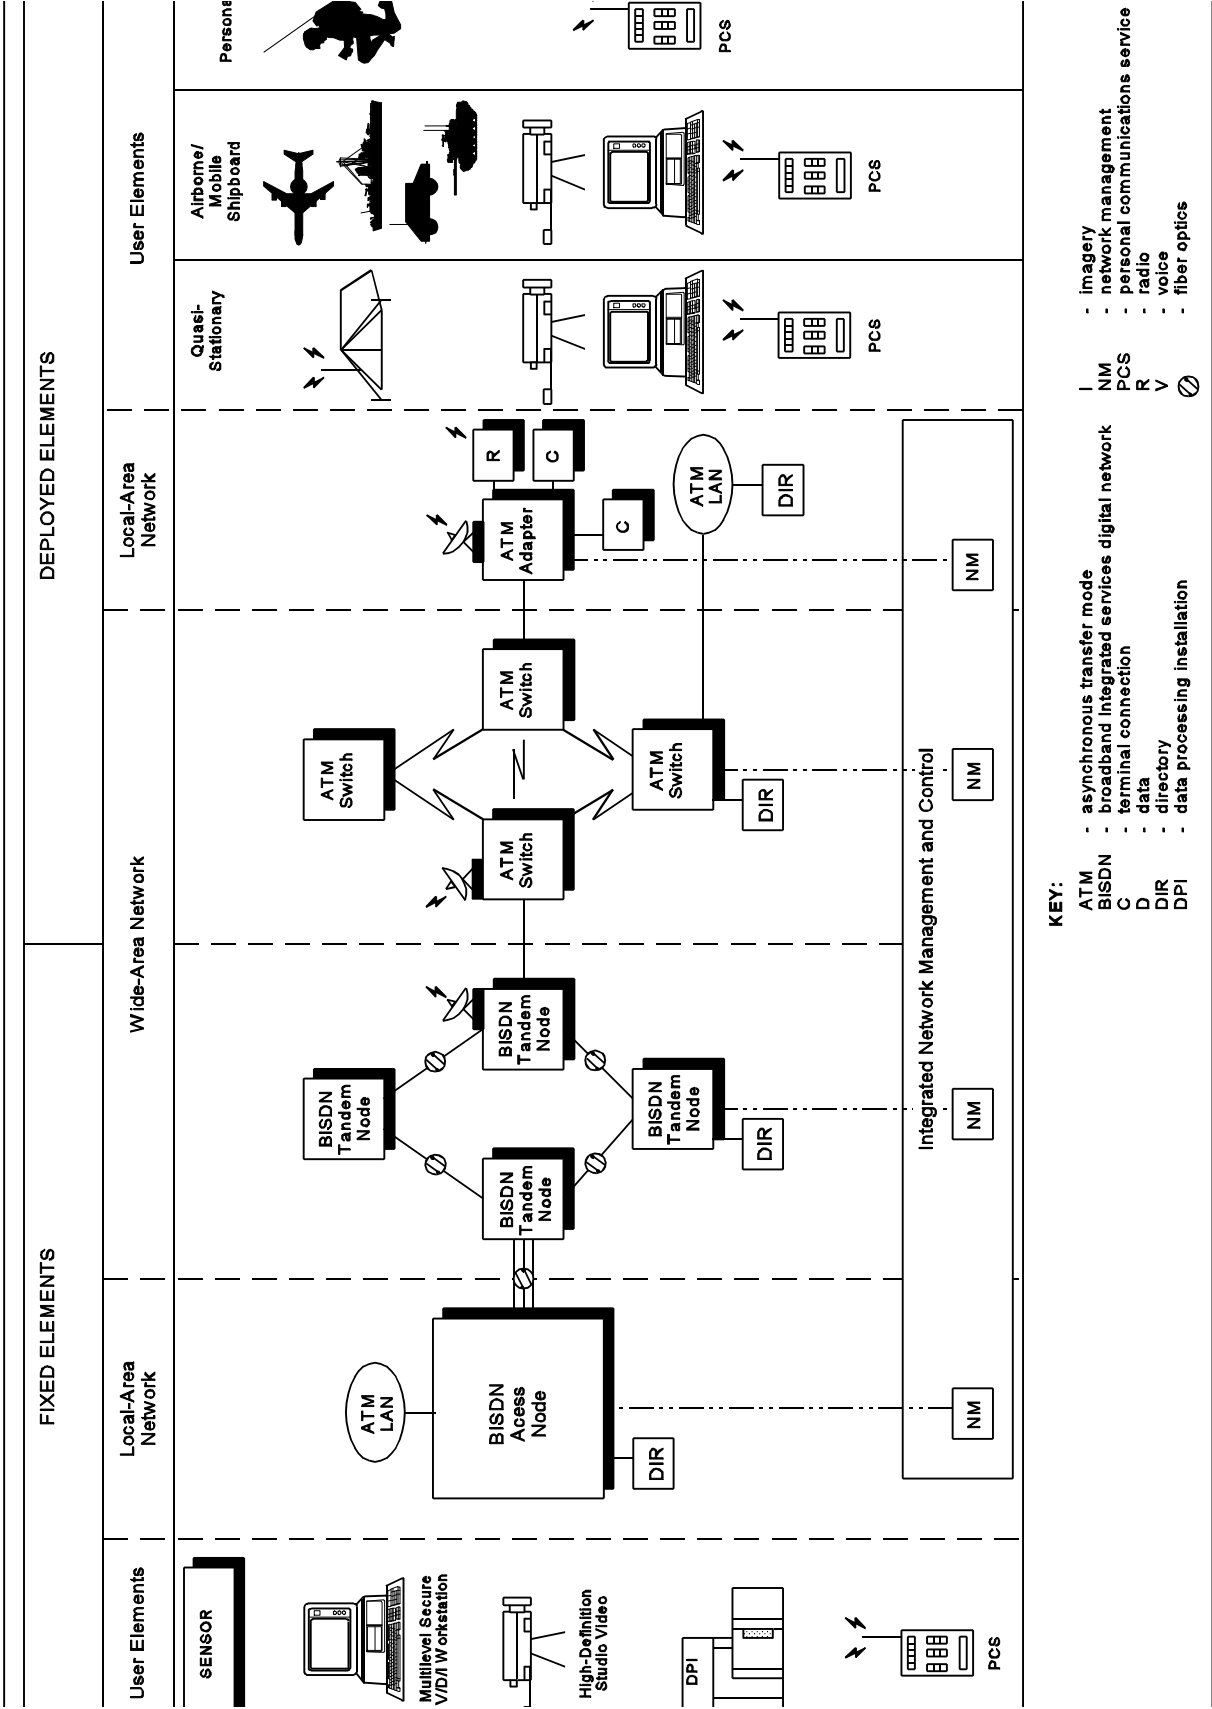 FIXED ELEMENTS
DEPLOYED ELEMENTS
User Elements
Local-Area
Network
Wide-Area Network
Local-Area
Network
User Elements
SENSOR
Multilevel Secure
V/D/I Workstation
High-Definition
Studio Video
DPI
PCS
ATM
LAN
BISDN
Acess
Node
DIR
NM
BISDN
Tandem
Node
BISDN
Tandem
Node
BISDN
Tandem
Node
BISDN
Tandem
Node
DIR
NM
ATM
Switch
ATM
Switch
ATM
Switch
ATM
Switch
DIR
NM
ATM
Adapter
R
C
C
ATM
LAN
DIR
NM
Integrated Network Management and Control
Quasi-
Stationary
PCS
Airborne/
Mobile
Shipboard
PCS
PCS
KEY:
ATM - asynchronous transfer mode
BISDN - broadband Integrated services digital network
C - terminal connection
D - data
DIR - directory
DPI - data processing installation
I - imagery
NM - network management
PCS - personal communications service
R - radio
V - voice
- fiber optics